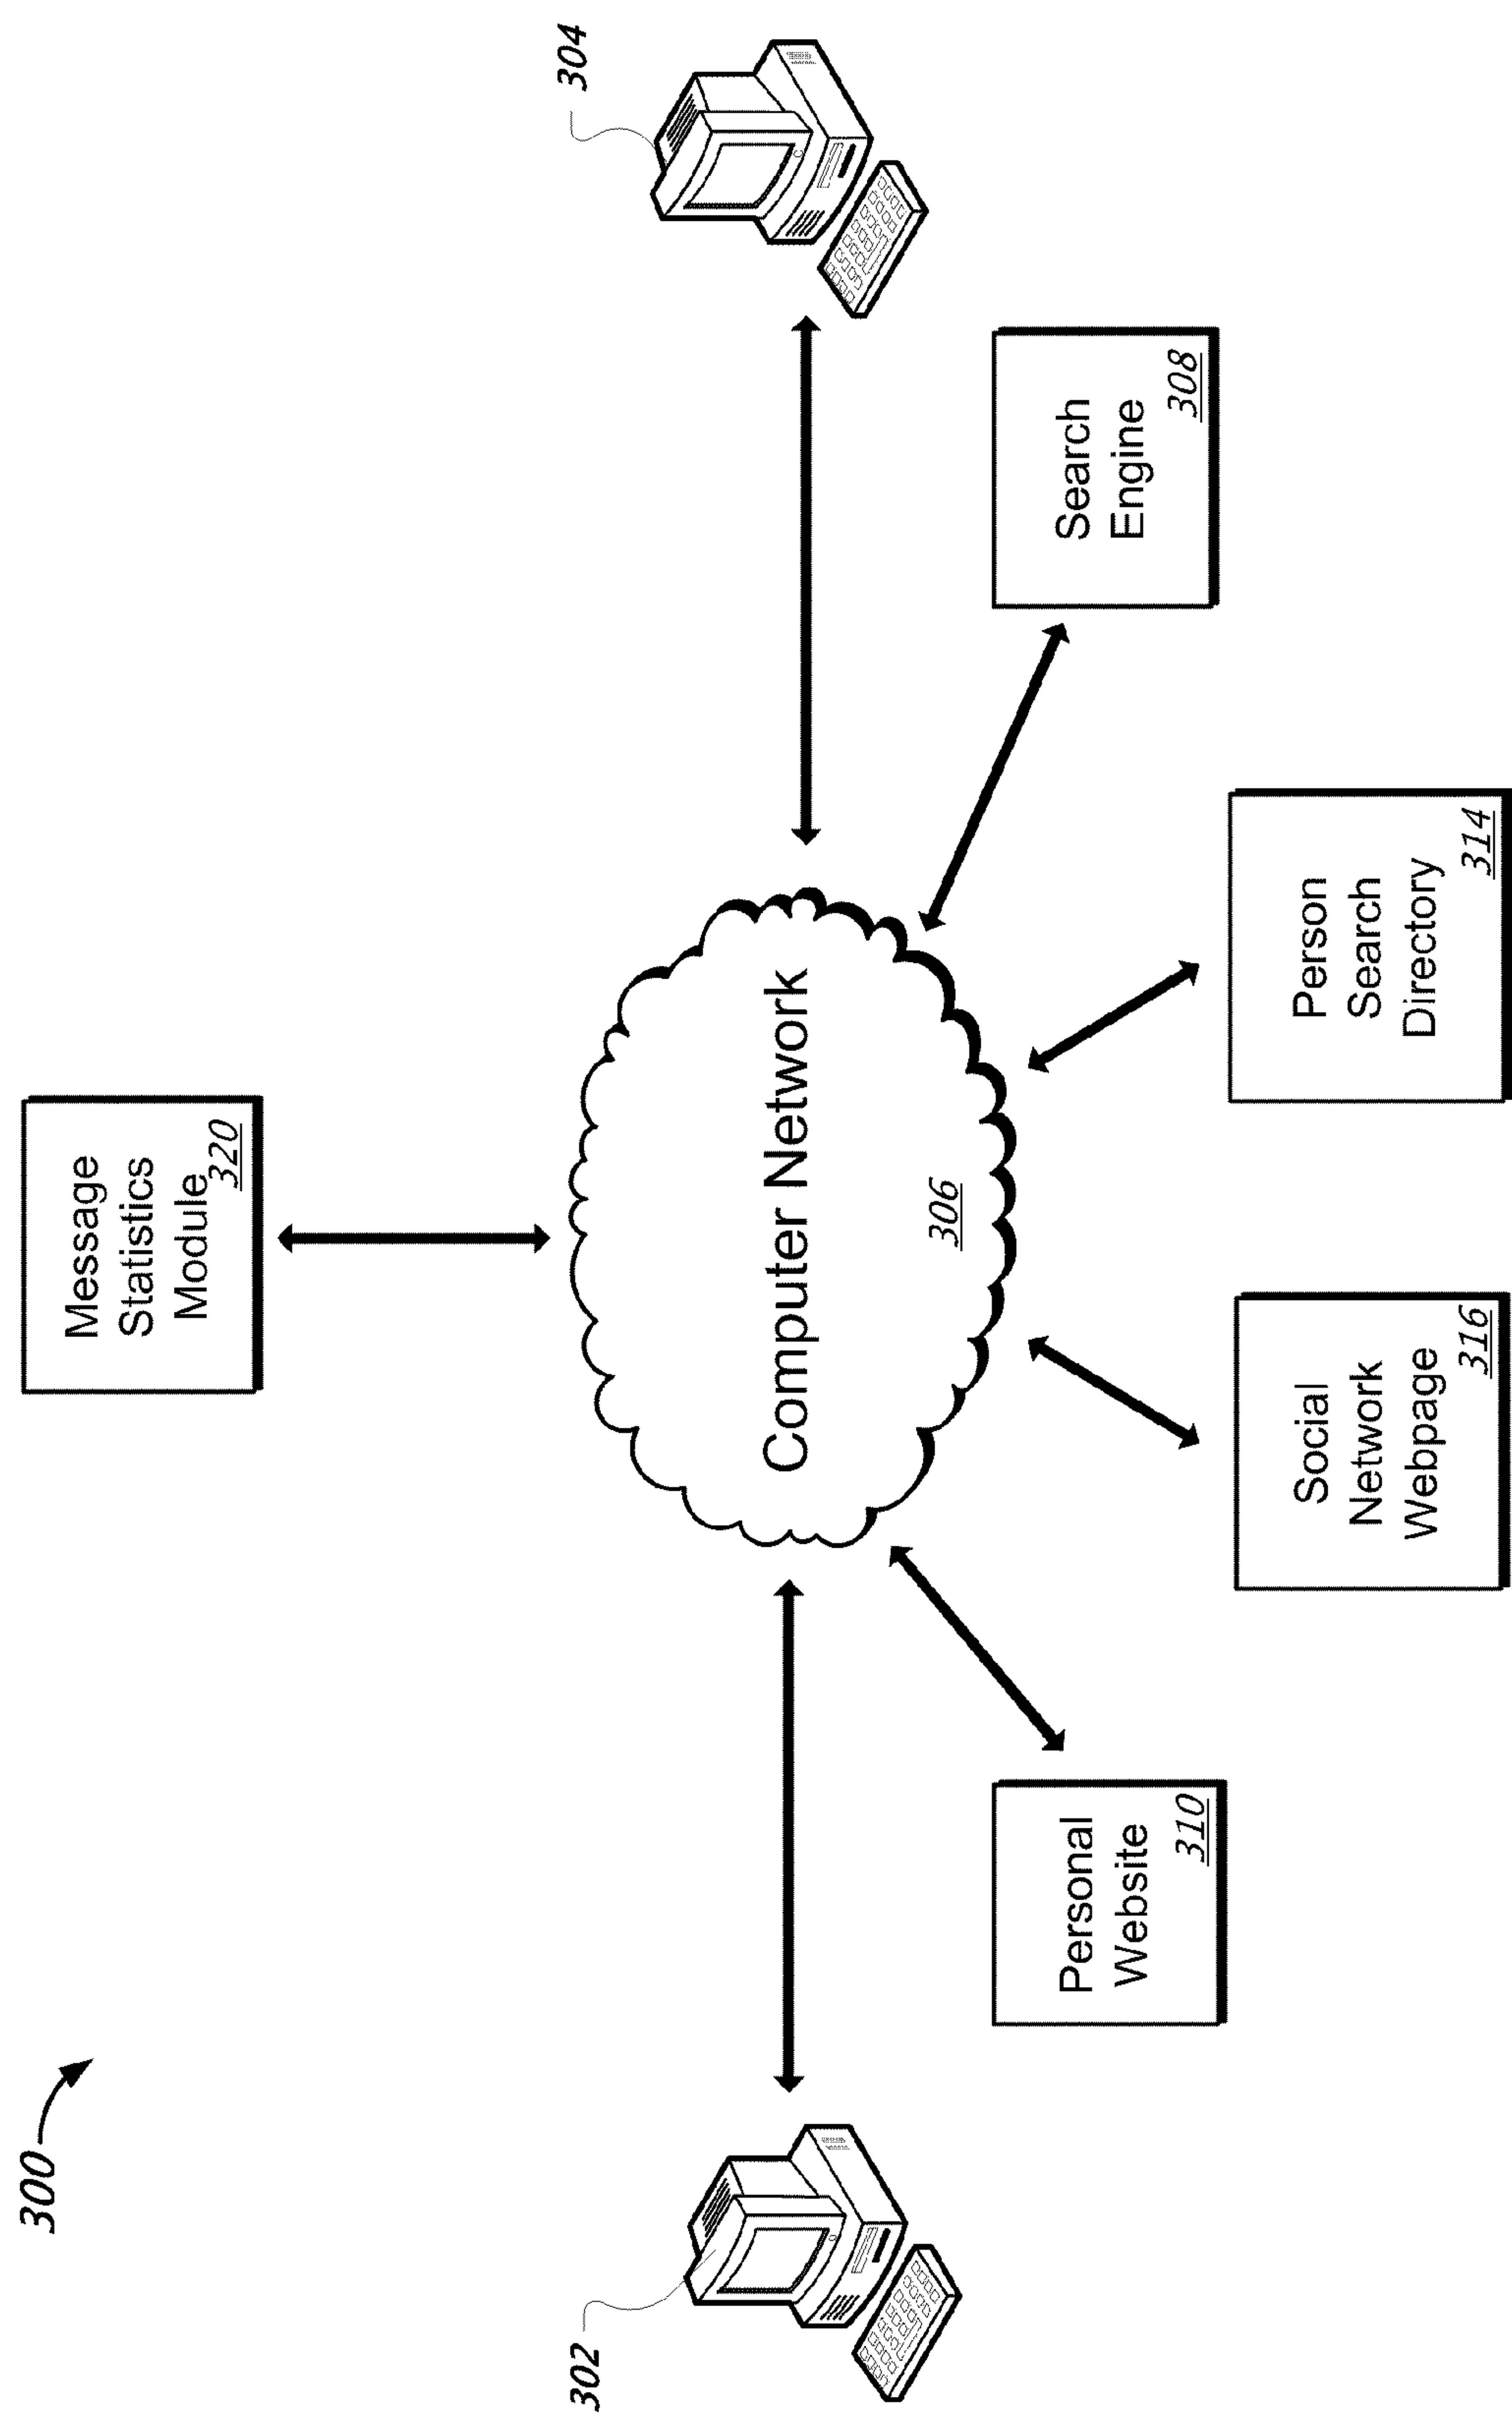 300
Message
Statistics
Module
320
302
304
Computer Network
306
Personal
Website
310
Social
Network
Webpage
316
Person
Search
Directory
314
Search
Engine
308